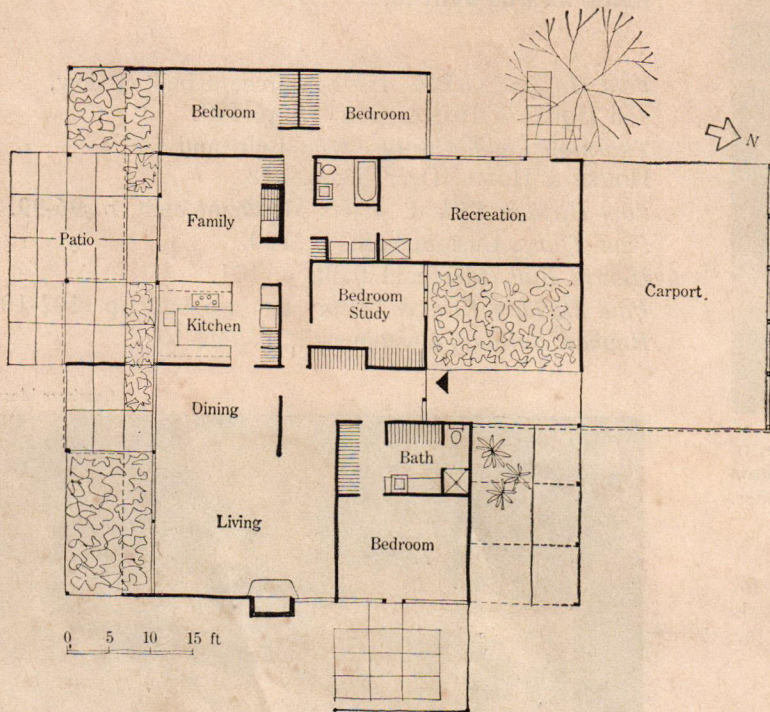 Bedroom
Bedroom
N
Patio
Family
Recreation
Bedroom
Study
Carport
Kitchen
Dining
Bath
Living
Bedroom
0 5 10 15 ft